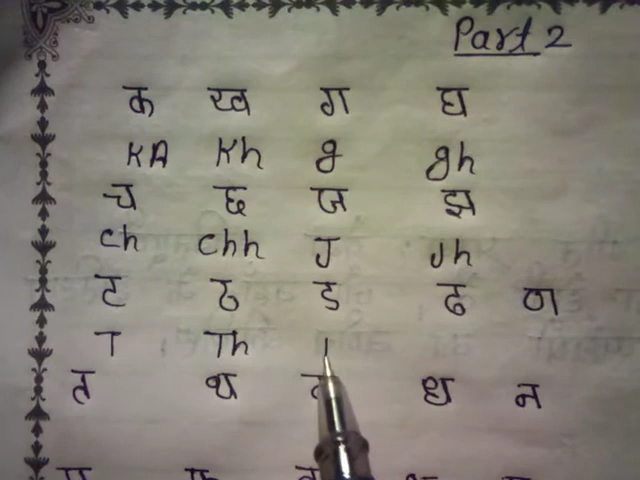 Part 2
क ख ग घ
KA Kh g gh
च छ ज झ
Ch Chh J Jh
ट ठ ड ढ ण
T Th
त थ ध न